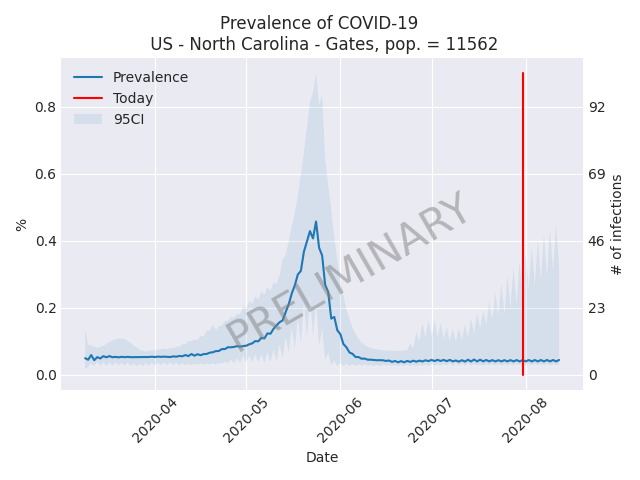 Prevalence of COVID-19
US - North Carolina - Gates, pop. = 11562
Prevalence
Today
95CI
0.8
0.6
0.4
0.2
0.0
%
92
69
46
23
0
# of infections
PRELIMINARY
2020-04
2020-05
2020-06
2020-07
2020-08
Date